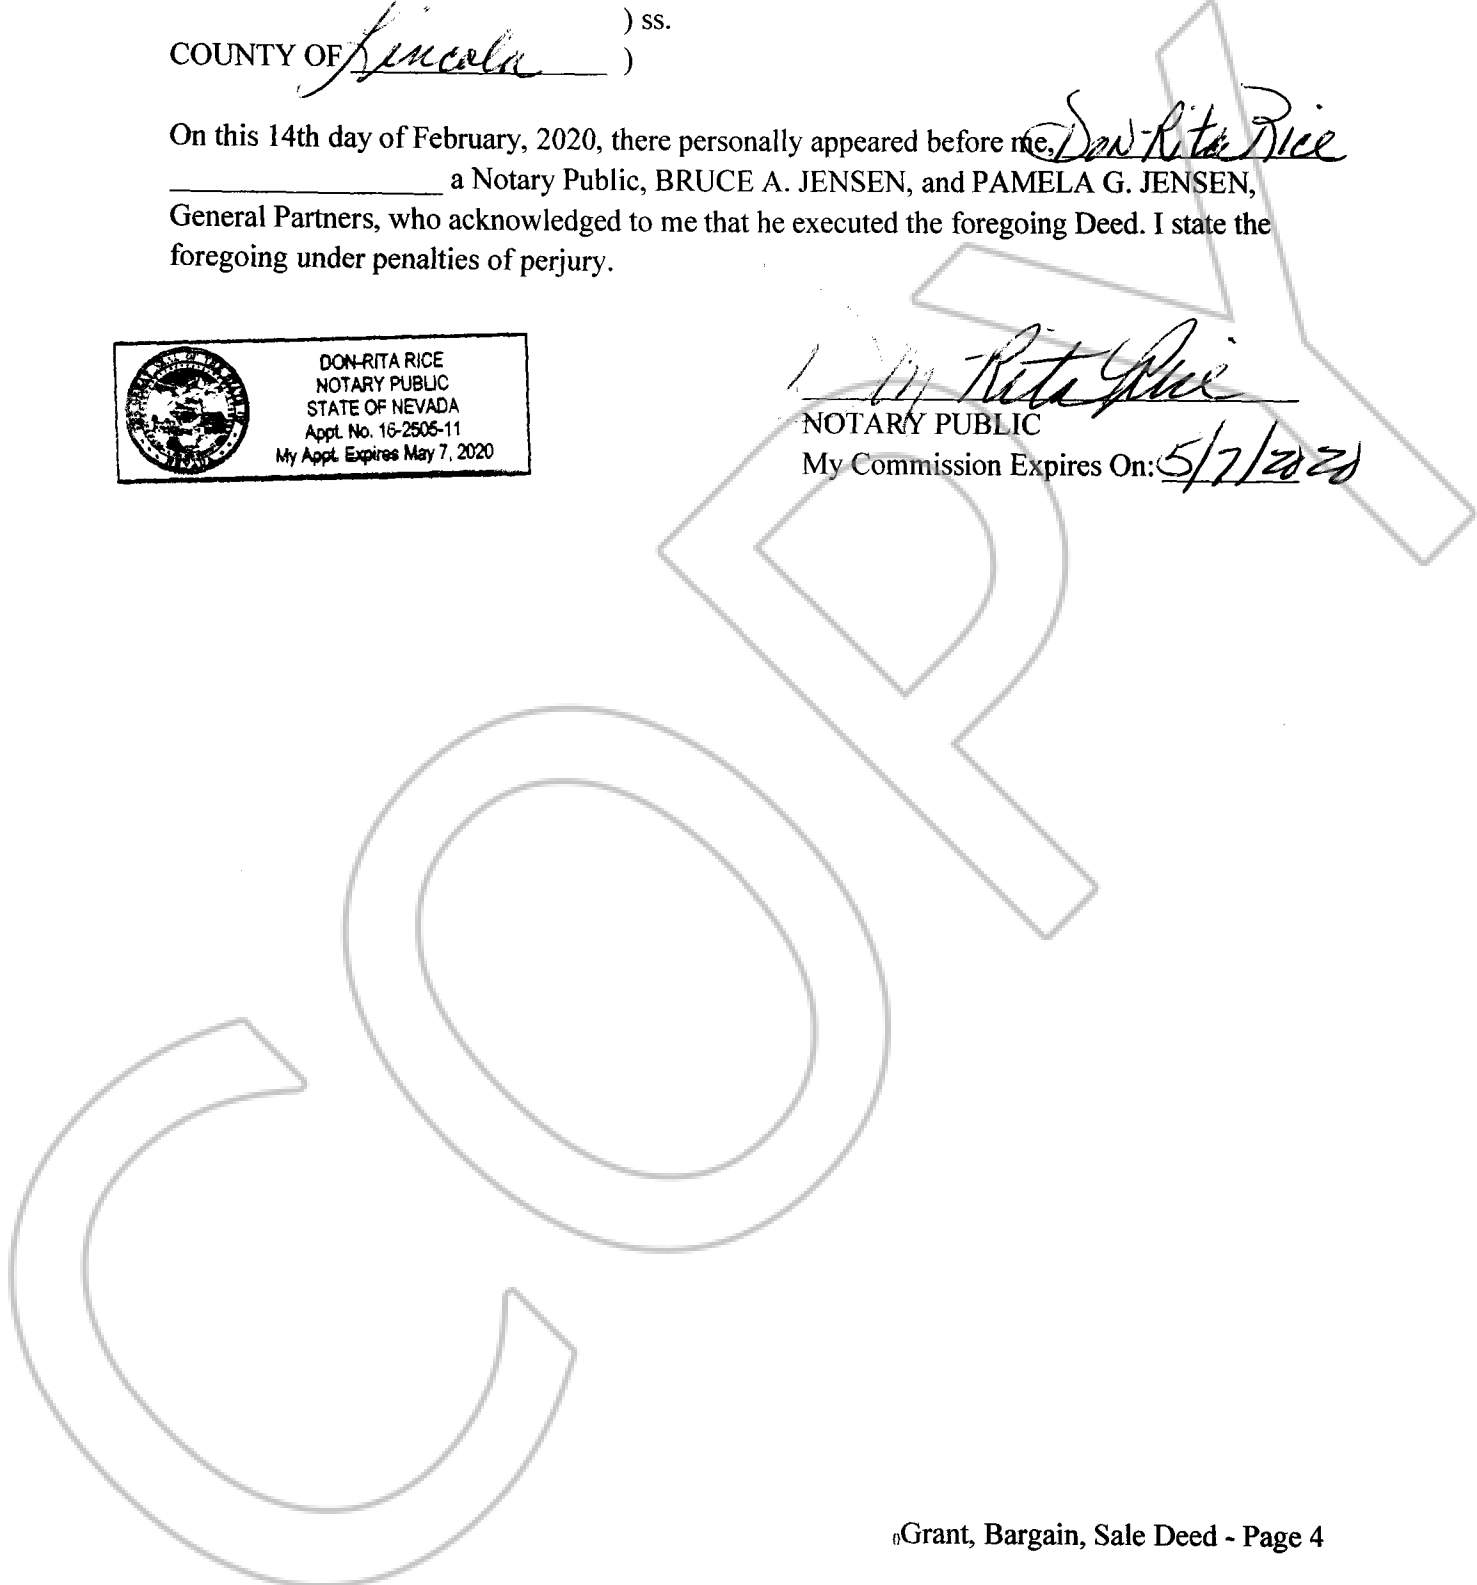 ) ss.
COUNTY OF Lincoln )
On this 14th day of February, 2020, there personally appeared before me, Don-Rita Rice
a Notary Public, BRUCE A. JENSEN, and PAMELA G. JENSEN,
General Partners, who acknowledged to me that he executed the foregoing Deed. I state the
foregoing under penalties of perjury.
DON-RITA RICE
NOTARY PUBLIC
STATE OF NEVADA
Appt. No. 16-2505-11
My Appt. Expires May 7, 2020
Rita Rice
NOTARY PUBLIC
My Commission Expires On: 5/7/2020
COPY
Grant, Bargain, Sale Deed - Page 4